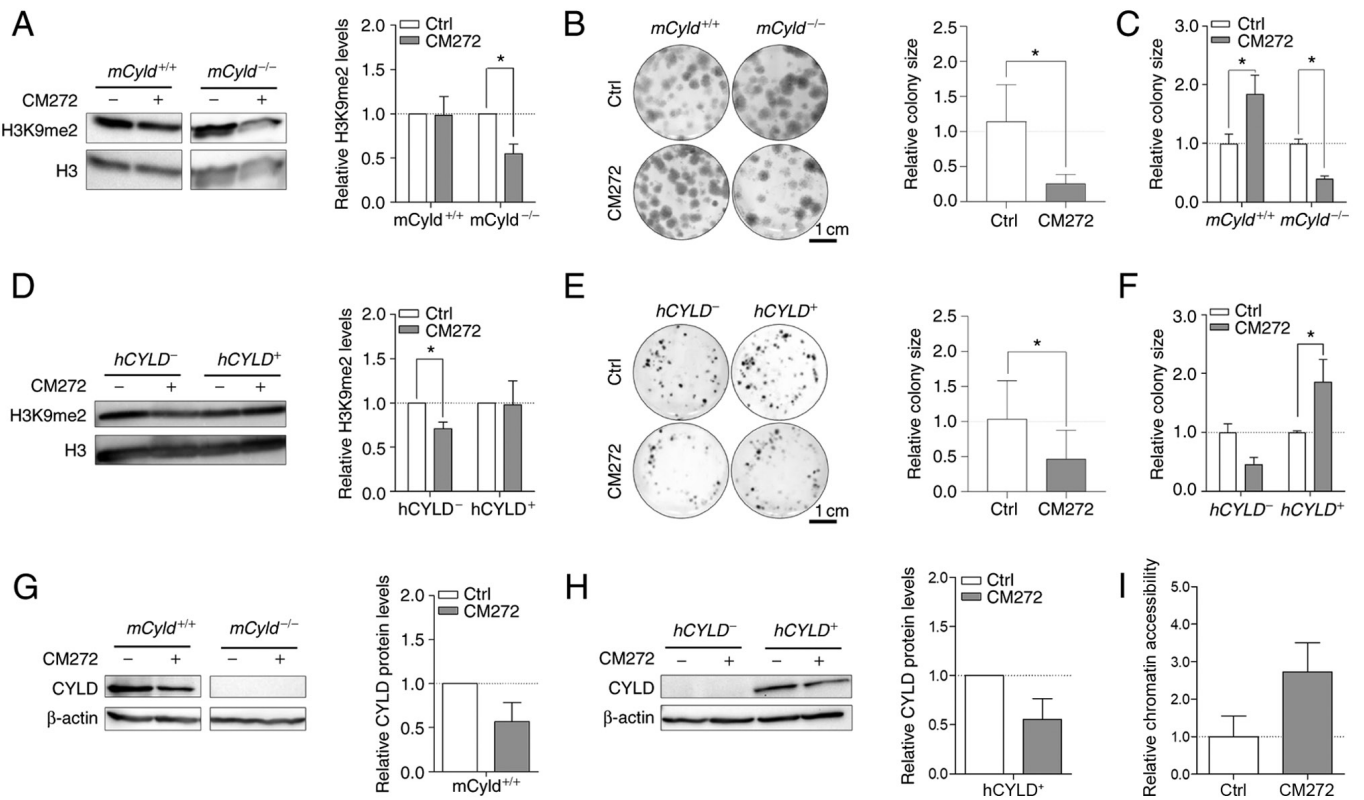 A
mCyld+/+ mCyld−/−
CM272 − + − +
H3K9me2
H3
Relative H3K9me2 levels
2.0
1.5
1.0
0.5
0.0
Ctrl
CM272
*
mCyld+/+ mCyld−/−
B
mCyld+/+ mCyld−/−
Ctrl
CM272
1 cm
Relative colony size
2.5
2.0
1.5
1.0
0.5
0.0
*
Ctrl CM272
C
Relative colony size
3.0
2.0
1.0
0.0
Ctrl
CM272
* *
mCyld+/+ mCyld−/−
D
hCYLD− hCYLD+
CM272 − + − +
H3K9me2
H3
Relative H3K9me2 levels
2.0
1.5
1.0
0.5
0.0
Ctrl
CM272
*
hCYLD− hCYLD+
E
hCYLD− hCYLD+
Ctrl
CM272
1 cm
Relative colony size
2.5
2.0
1.5
1.0
0.5
0.0
*
Ctrl CM272
F
Relative colony size
3.0
2.0
1.0
0.0
Ctrl
CM272
*
hCYLD− hCYLD+
G
mCyld+/+ mCyld−/−
CM272 − + − +
CYLD
β-actin
Relative CYLD protein levels
2.0
1.5
1.0
0.5
0.0
Ctrl
CM272
mCyld+/+
H
hCYLD− hCYLD+
CM272 − + − +
CYLD
β-actin
Relative CYLD protein levels
2.0
1.5
1.0
0.5
0.0
Ctrl
CM272
hCYLD+
I
Relative chromatin accessibility
5.0
4.0
3.0
2.0
1.0
0.0
Ctrl CM272